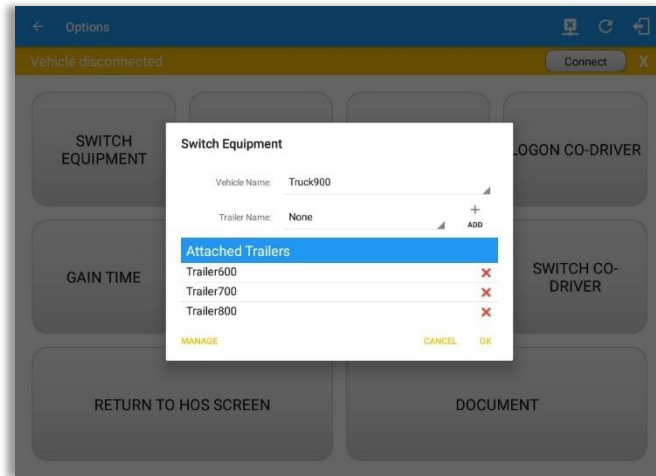 Options
Vehicle disconnected
Connect
X
SWITCH
EQUIPMENT
LOGON CO-DRIVER
Switch Equipment
Vehicle Name: Truck900
Trailer Name: None
+
ADD
Attached Trailers
Trailer600
Trailer700
Trailer800
MANAGE
CANCEL
OK
GAIN TIME
SWITCH CO-
DRIVER
RETURN TO HOS SCREEN
DOCUMENT